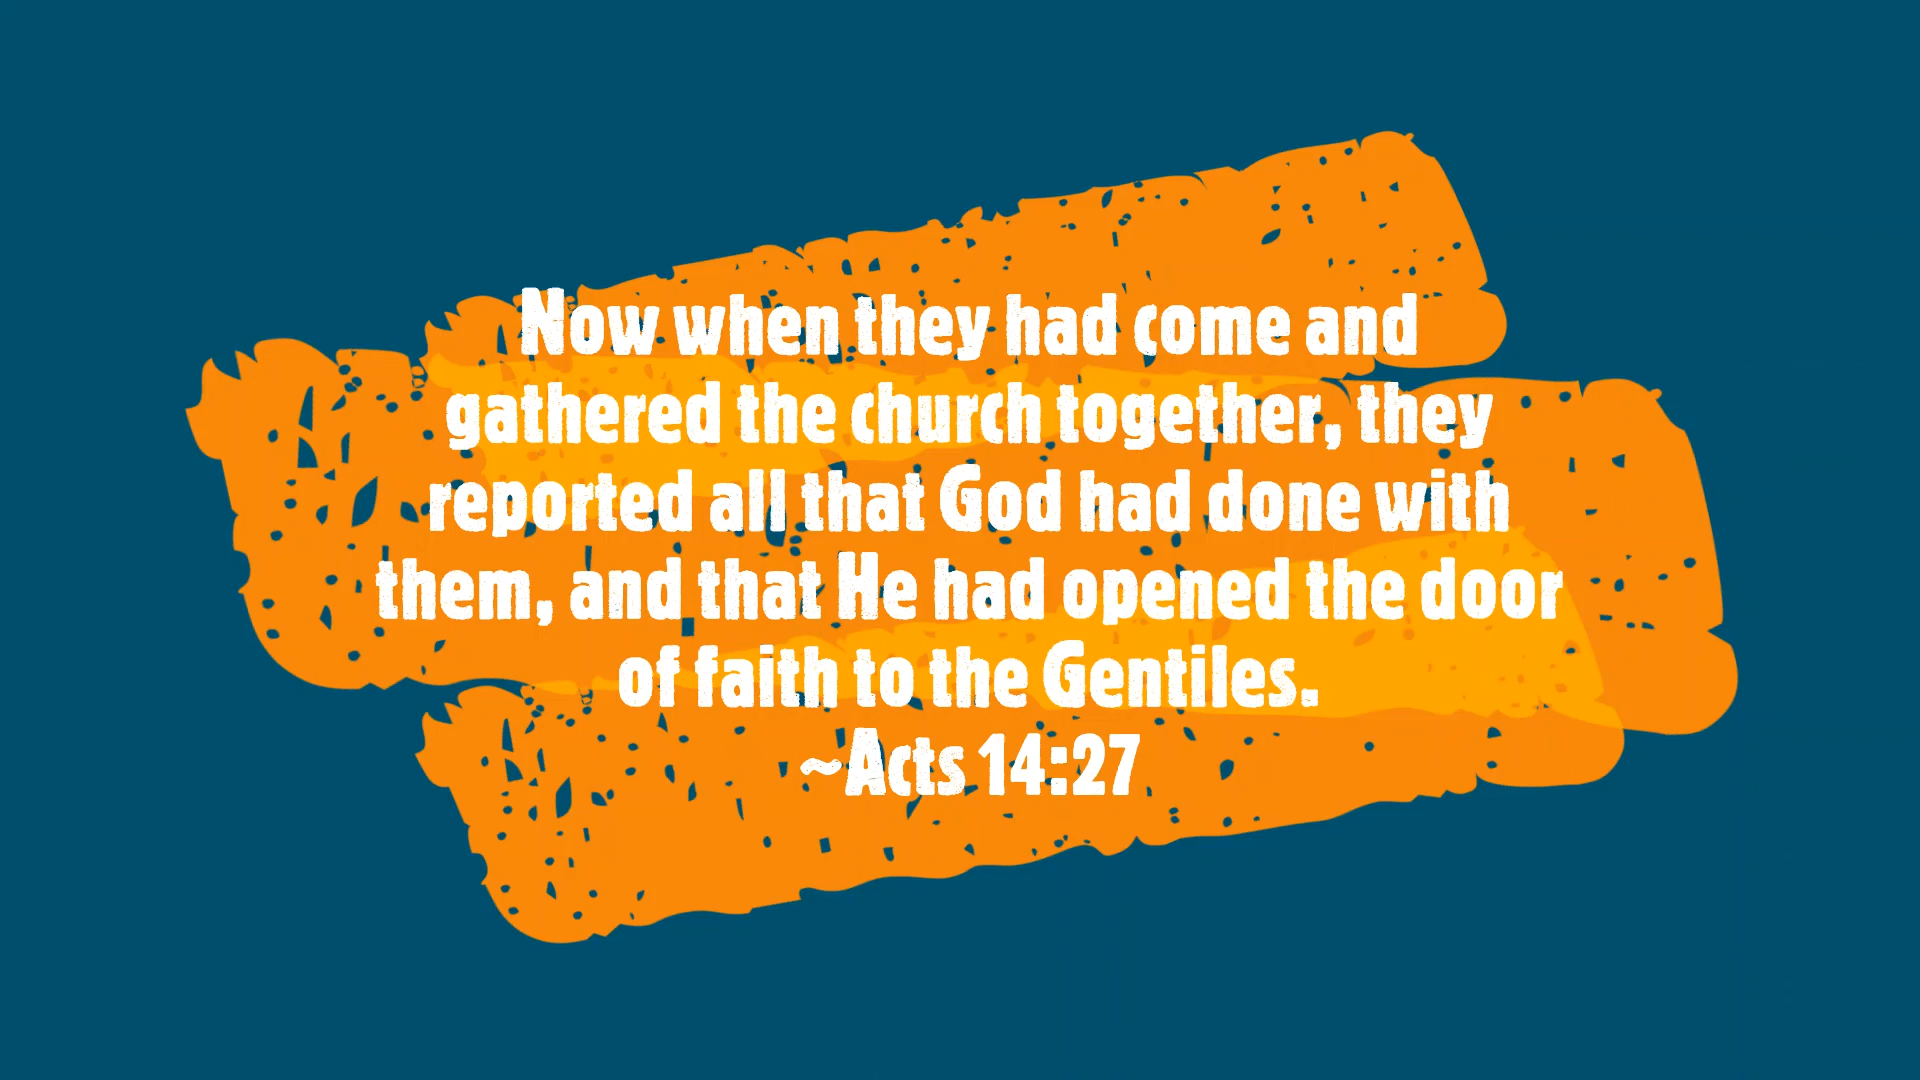 Now when they had come and
gathered the church together, they
reported all that God had done with
them, and that He had opened the door
of faith to the Gentiles.
~Acts 14:27